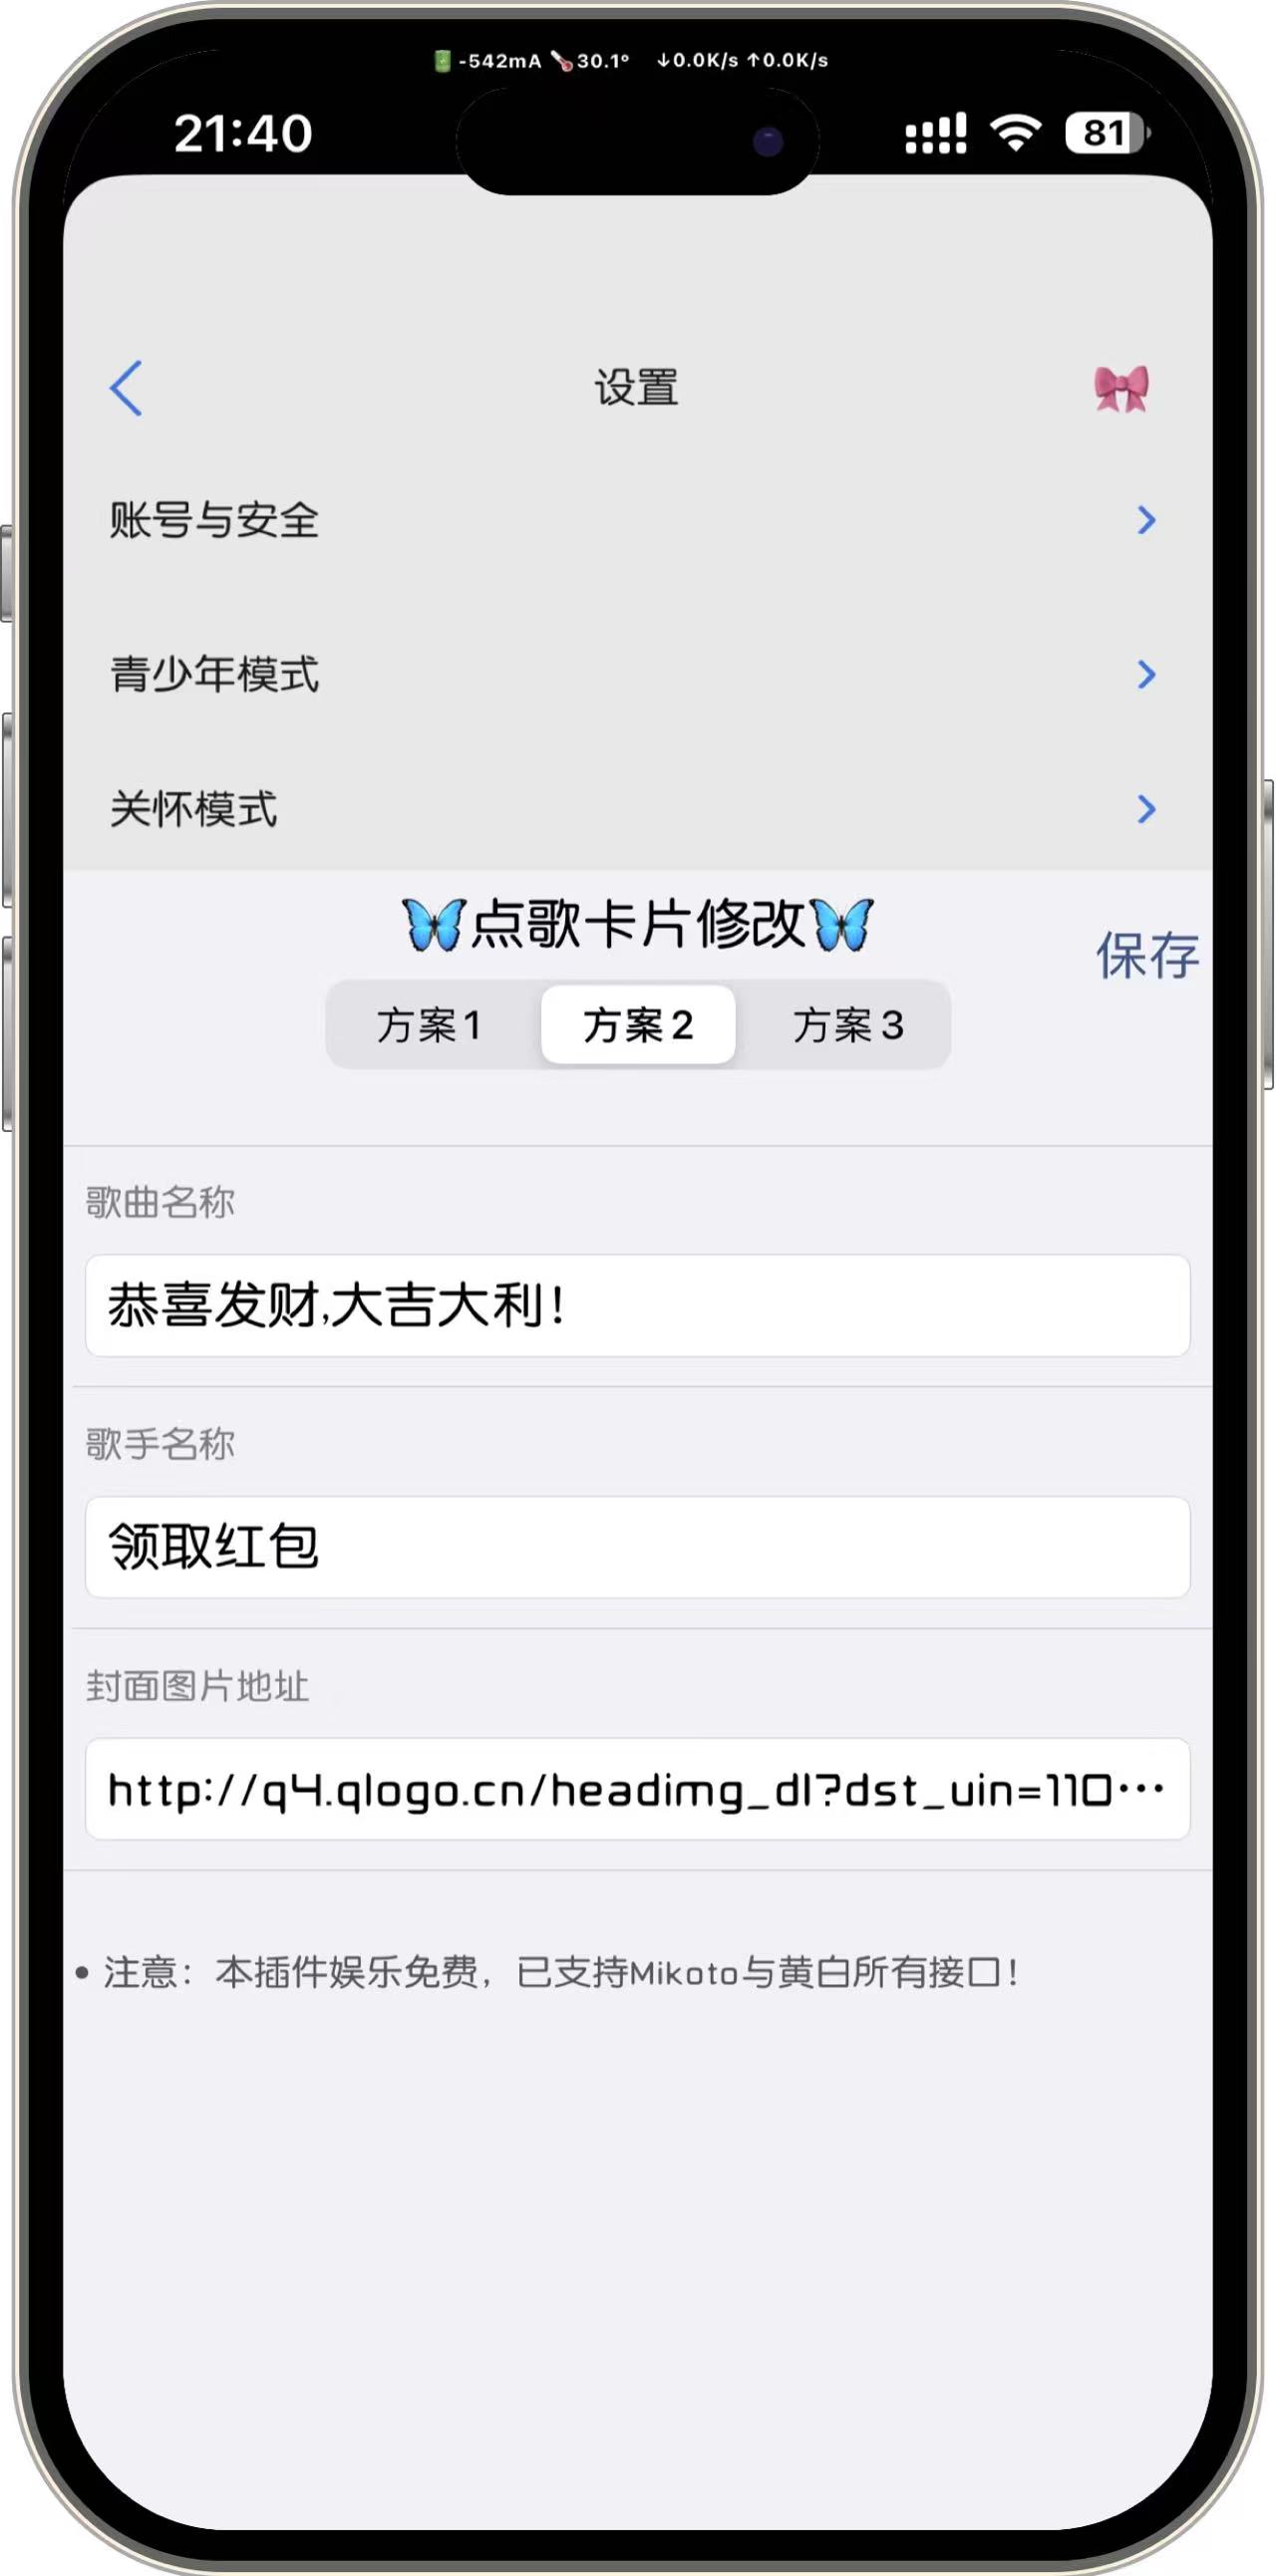 -542mA 30.1° ↓0.0K/s ↑0.0K/s
21:40 81
设置
账号与安全
青少年模式
关怀模式
🦋点歌卡片修改🦋
保存
方案1 方案2 方案3
歌曲名称
恭喜发财,大吉大利!
歌手名称
领取红包
封面图片地址
http://q4.qlogo.cn/headimg_dl?dst_uin=110…
• 注意：本插件娱乐免费，已支持Mikoto与黄白所有接口！